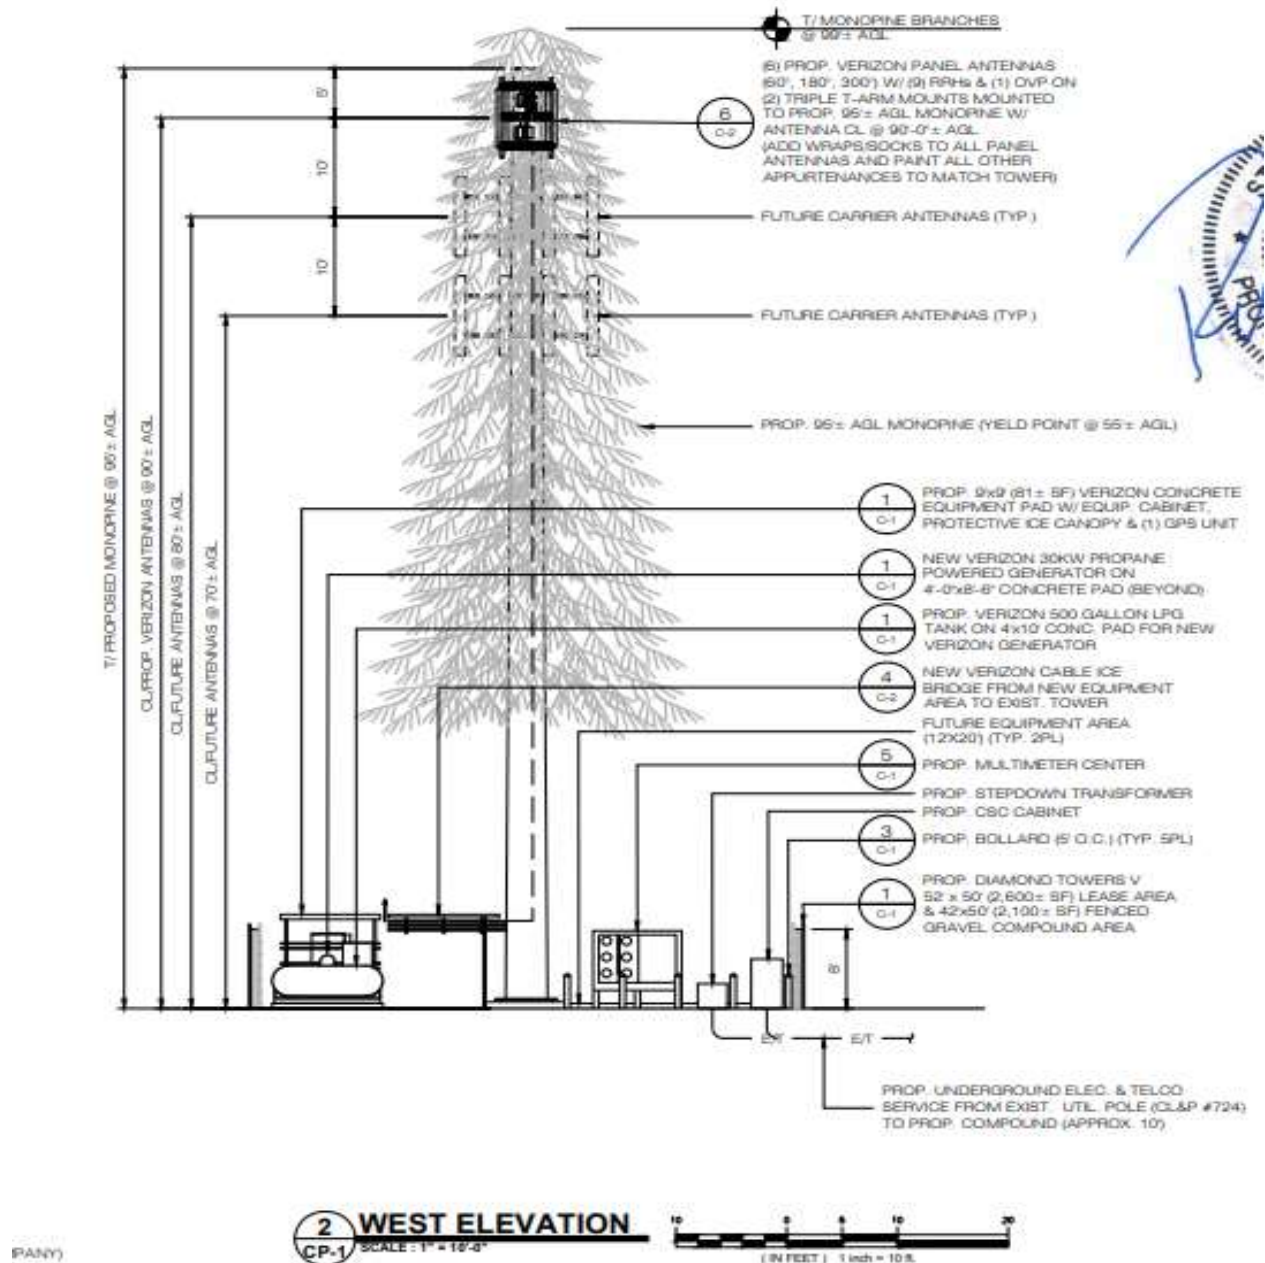 T/ MONOPINE BRANCHES
@ 99'± AGL
(6) PROP. VERIZON PANEL ANTENNAS
(60°, 180°, 300°) W/ (9) RRHs & (1) OVP ON
(2) TRIPLE T-ARM MOUNTS MOUNTED
TO PROP. 95'± AGL MONOPINE W/
ANTENNA CL @ 90'-0"± AGL
(ADD WRAPS/SOCKS TO ALL PANEL
ANTENNAS AND PAINT ALL OTHER
APPURTENANCES TO MATCH TOWER)
6
C-2
5'
10'
10'
FUTURE CARRIER ANTENNAS (TYP.)
FUTURE CARRIER ANTENNAS (TYP.)
PROP. 95'± AGL MONOPINE (YIELD POINT @ 55'± AGL)
T/ PROPOSED MONOPINE @ 95'± AGL
CL/PROP. VERIZON ANTENNAS @ 90'± AGL
CL/FUTURE ANTENNAS @ 80'± AGL
CL/FUTURE ANTENNAS @ 70'± AGL
1
C-1
PROP. 9'x9' (81± SF) VERIZON CONCRETE
EQUIPMENT PAD W/ EQUIP. CABINET,
PROTECTIVE ICE CANOPY & (1) GPS UNIT
1
C-1
NEW VERIZON 30KW PROPANE
POWERED GENERATOR ON
4'-0"x8'-6" CONCRETE PAD (BEYOND)
1
C-1
PROP. VERIZON 500 GALLON LPG
TANK ON 4'x10' CONC. PAD FOR NEW
VERIZON GENERATOR
4
C-2
NEW VERIZON CABLE ICE
BRIDGE FROM NEW EQUIPMENT
AREA TO EXIST. TOWER
FUTURE EQUIPMENT AREA
(12'X20') (TYP. 2PL)
5
C-1
PROP. MULTIMETER CENTER
PROP. STEPDOWN TRANSFORMER
PROP. CSC CABINET
3
C-1
PROP. BOLLARD (5' O.C.) (TYP. 5PL)
1
C-1
PROP. DIAMOND TOWERS V
52' x 50' (2,600± SF) LEASE AREA
& 42'x50' (2,100± SF) FENCED
GRAVEL COMPOUND AREA
8'
E/T E/T
PROP. UNDERGROUND ELEC. & TELCO
SERVICE FROM EXIST. UTIL. POLE (CL&P #724)
TO PROP. COMPOUND (APPROX. 10')
2
CP-1
WEST ELEVATION
SCALE : 1" = 10'-0"
10 0 5 10 20
( IN FEET ) 1 inch = 10 ft.
PANY)